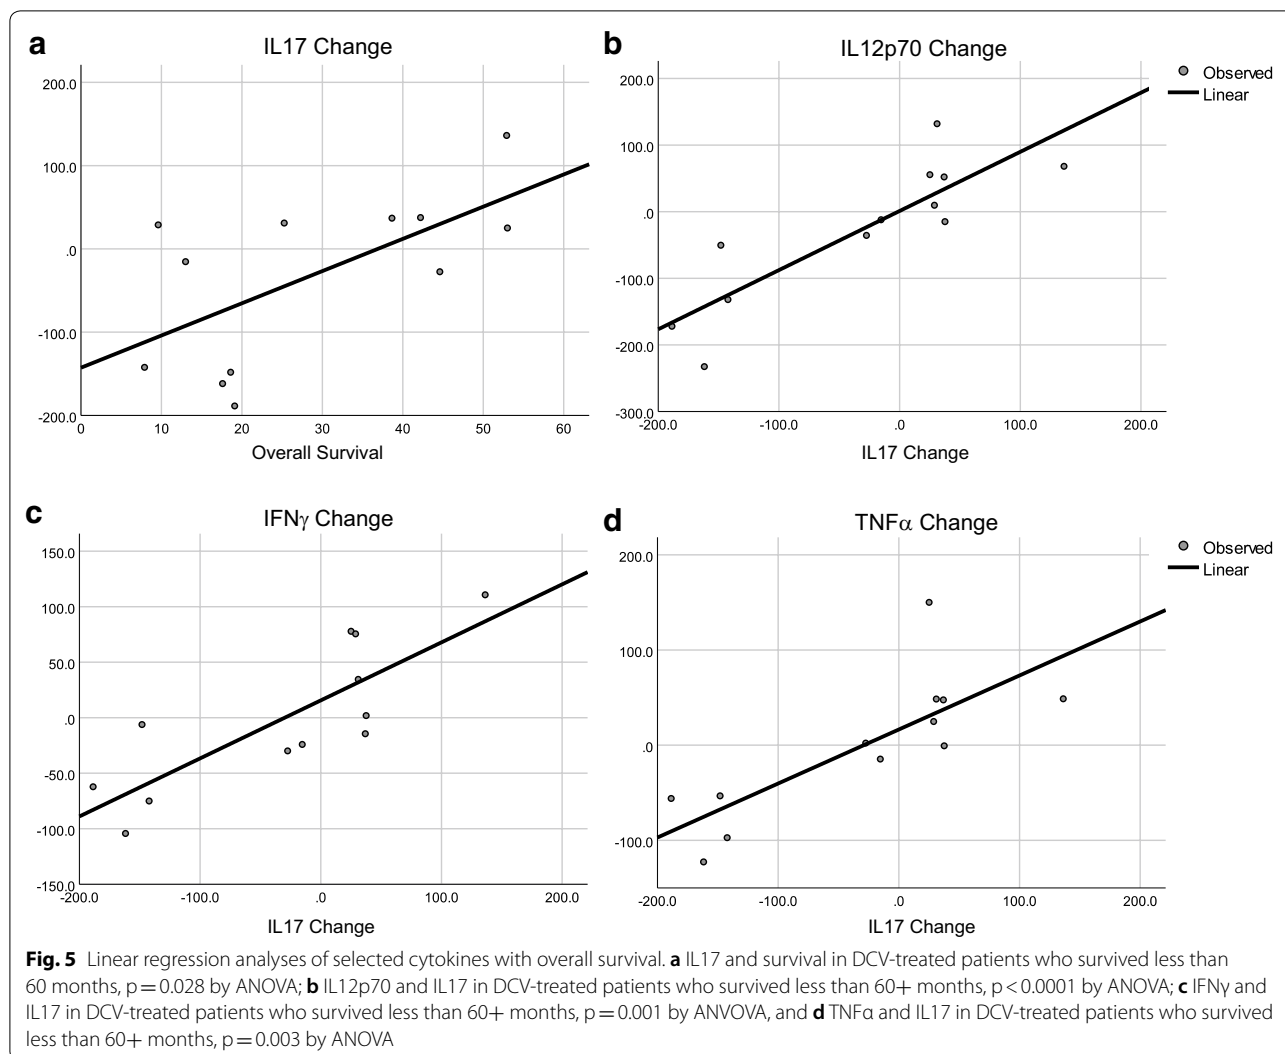 a
IL17 Change
200.0
100.0
.0
-100.0
-200.0
0 10 20 30 40 50 60
Overall Survival
b
IL12p70 Change
Observed
Linear
200.0
100.0
.0
-100.0
-200.0
-300.0
-200.0 -100.0 .0 100.0 200.0
IL17 Change
c
IFNγ Change
150.0
100.0
50.0
.0
-50.0
-100.0
-150.0
-200.0 -100.0 .0 100.0 200.0
IL17 Change
d
TNFα Change
Observed
Linear
200.0
100.0
.0
-100.0
-200.0 -100.0 .0 100.0 200.0
IL17 Change
Fig. 5 Linear regression analyses of selected cytokines with overall survival. a IL17 and survival in DCV-treated patients who survived less than
60 months, p = 0.028 by ANOVA; b IL12p70 and IL17 in DCV-treated patients who survived less than 60+ months, p < 0.0001 by ANOVA; c IFNγ and
IL17 in DCV-treated patients who survived less than 60+ months, p = 0.001 by ANVOVA, and d TNFα and IL17 in DCV-treated patients who survived
less than 60+ months, p = 0.003 by ANOVA